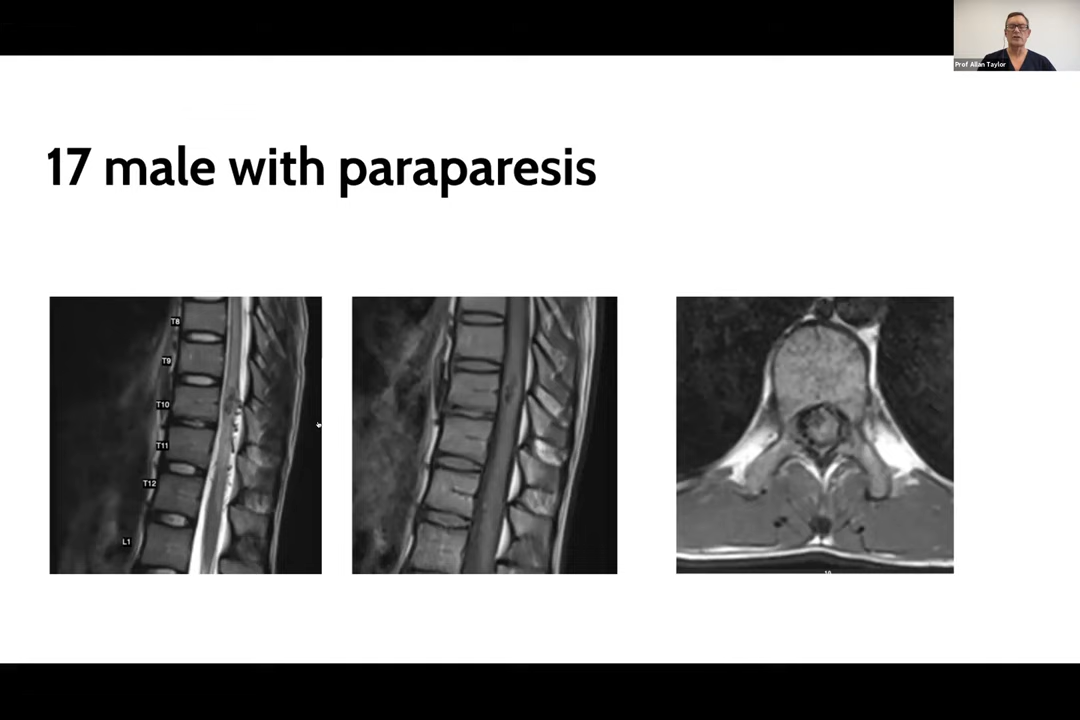 Prof Allan Taylor
17 male with paraparesis
T8
T9
T10
T11
T12
L1